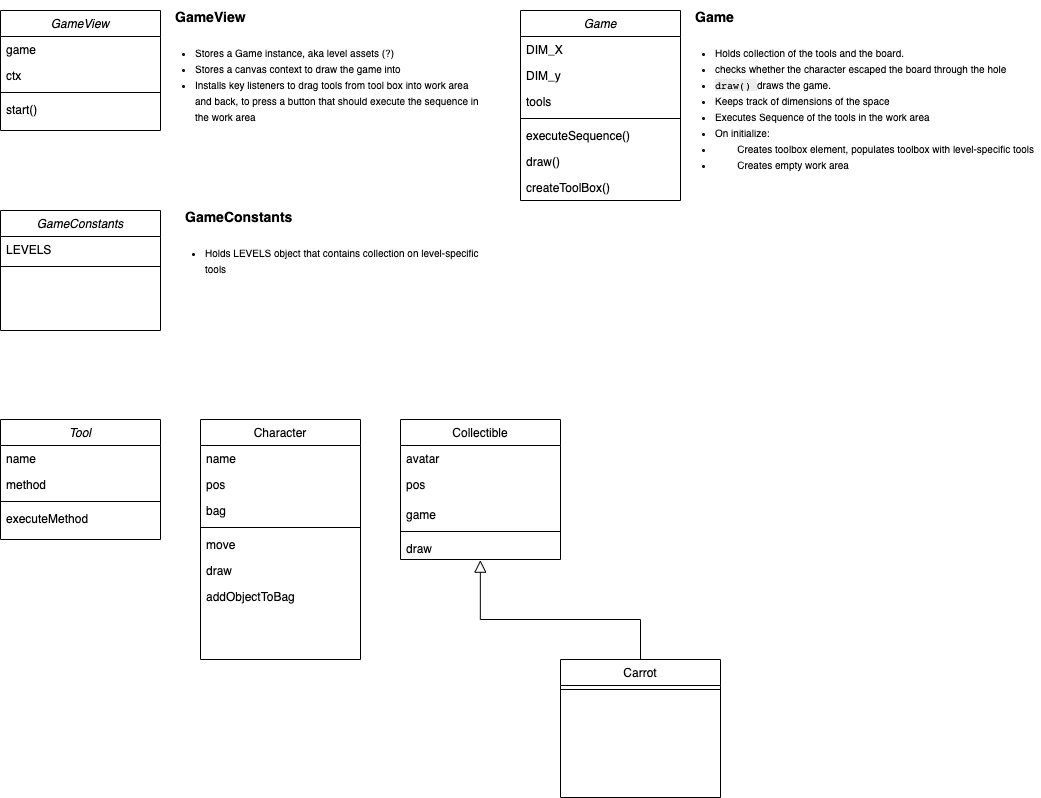 GameView
game
ctx
start()
GameView
Stores a Game instance, aka level assets (?)
Stores a canvas context to draw the game into
Installs key listeners to drag tools from tool box into work area
and back, to press a button that should execute the sequence in
the work area
Game
DIM_X
DIM_y
tools
executeSequence()
draw()
createToolBox()
Game
Holds collection of the tools and the board.
checks whether the character escaped the board through the hole
draw() draws the game.
Keeps track of dimensions of the space
Executes Sequence of the tools in the work area
On initialize:
Creates toolbox element, populates toolbox with level-specific tools
Creates empty work area
GameConstants
LEVELS
GameConstants
Holds LEVELS object that contains collection on level-specific
tools
Tool
name
method
executeMethod
Character
name
pos
bag
move
draw
addObjectToBag
Collectible
avatar
pos
game
draw
Carrot